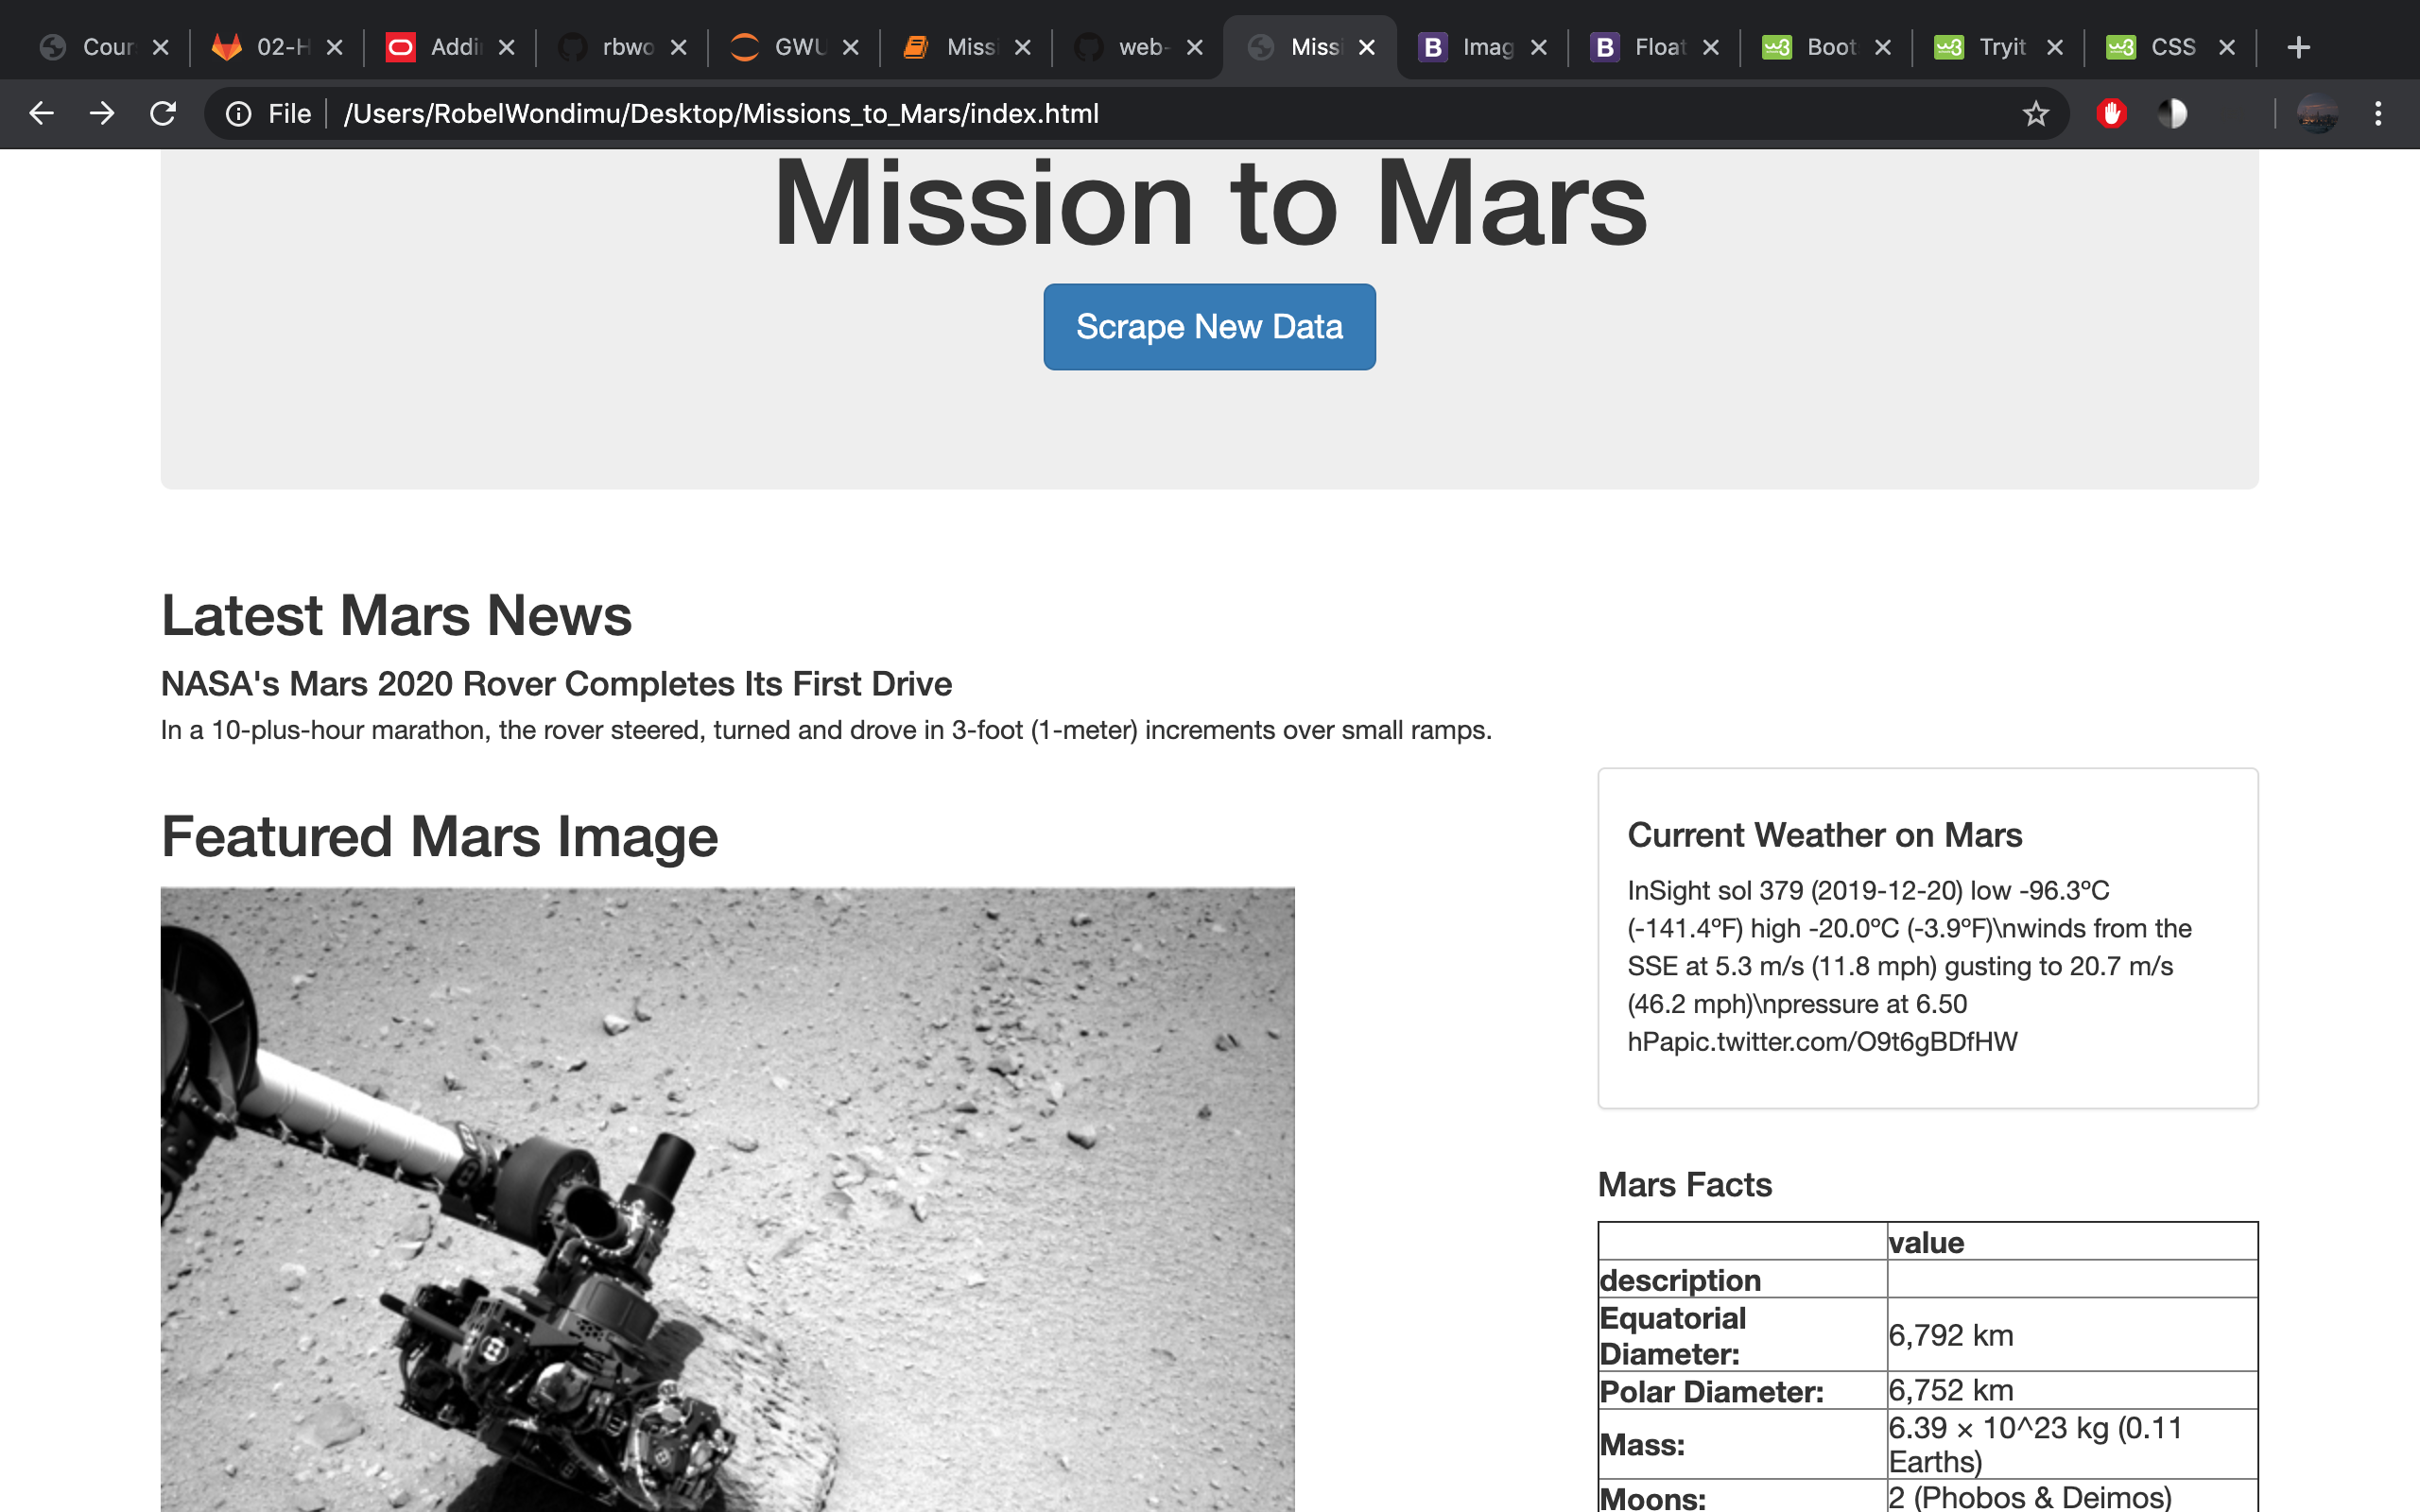 Cour
02-H
Addi
rbwo
GWU
Missi
web-
Missi
Imag
Float
Boot
Tryit
CSS
File
/Users/RobelWondimu/Desktop/Missions_to_Mars/index.html
Mission to Mars
Scrape New Data
Latest Mars News
NASA's Mars 2020 Rover Completes Its First Drive
In a 10-plus-hour marathon, the rover steered, turned and drove in 3-foot (1-meter) increments over small ramps.
Featured Mars Image
Current Weather on Mars
InSight sol 379 (2019-12-20) low -96.3ºC
(-141.4ºF) high -20.0ºC (-3.9ºF)\nwinds from the
SSE at 5.3 m/s (11.8 mph) gusting to 20.7 m/s
(46.2 mph)\npressure at 6.50
hPapic.twitter.com/O9t6gBDfHW
Mars Facts
value
description
Equatorial
Diameter:
6,792 km
Polar Diameter:
6,752 km
Mass:
6.39 × 10^23 kg (0.11
Earths)
Moons:
2 (Phobos & Deimos)